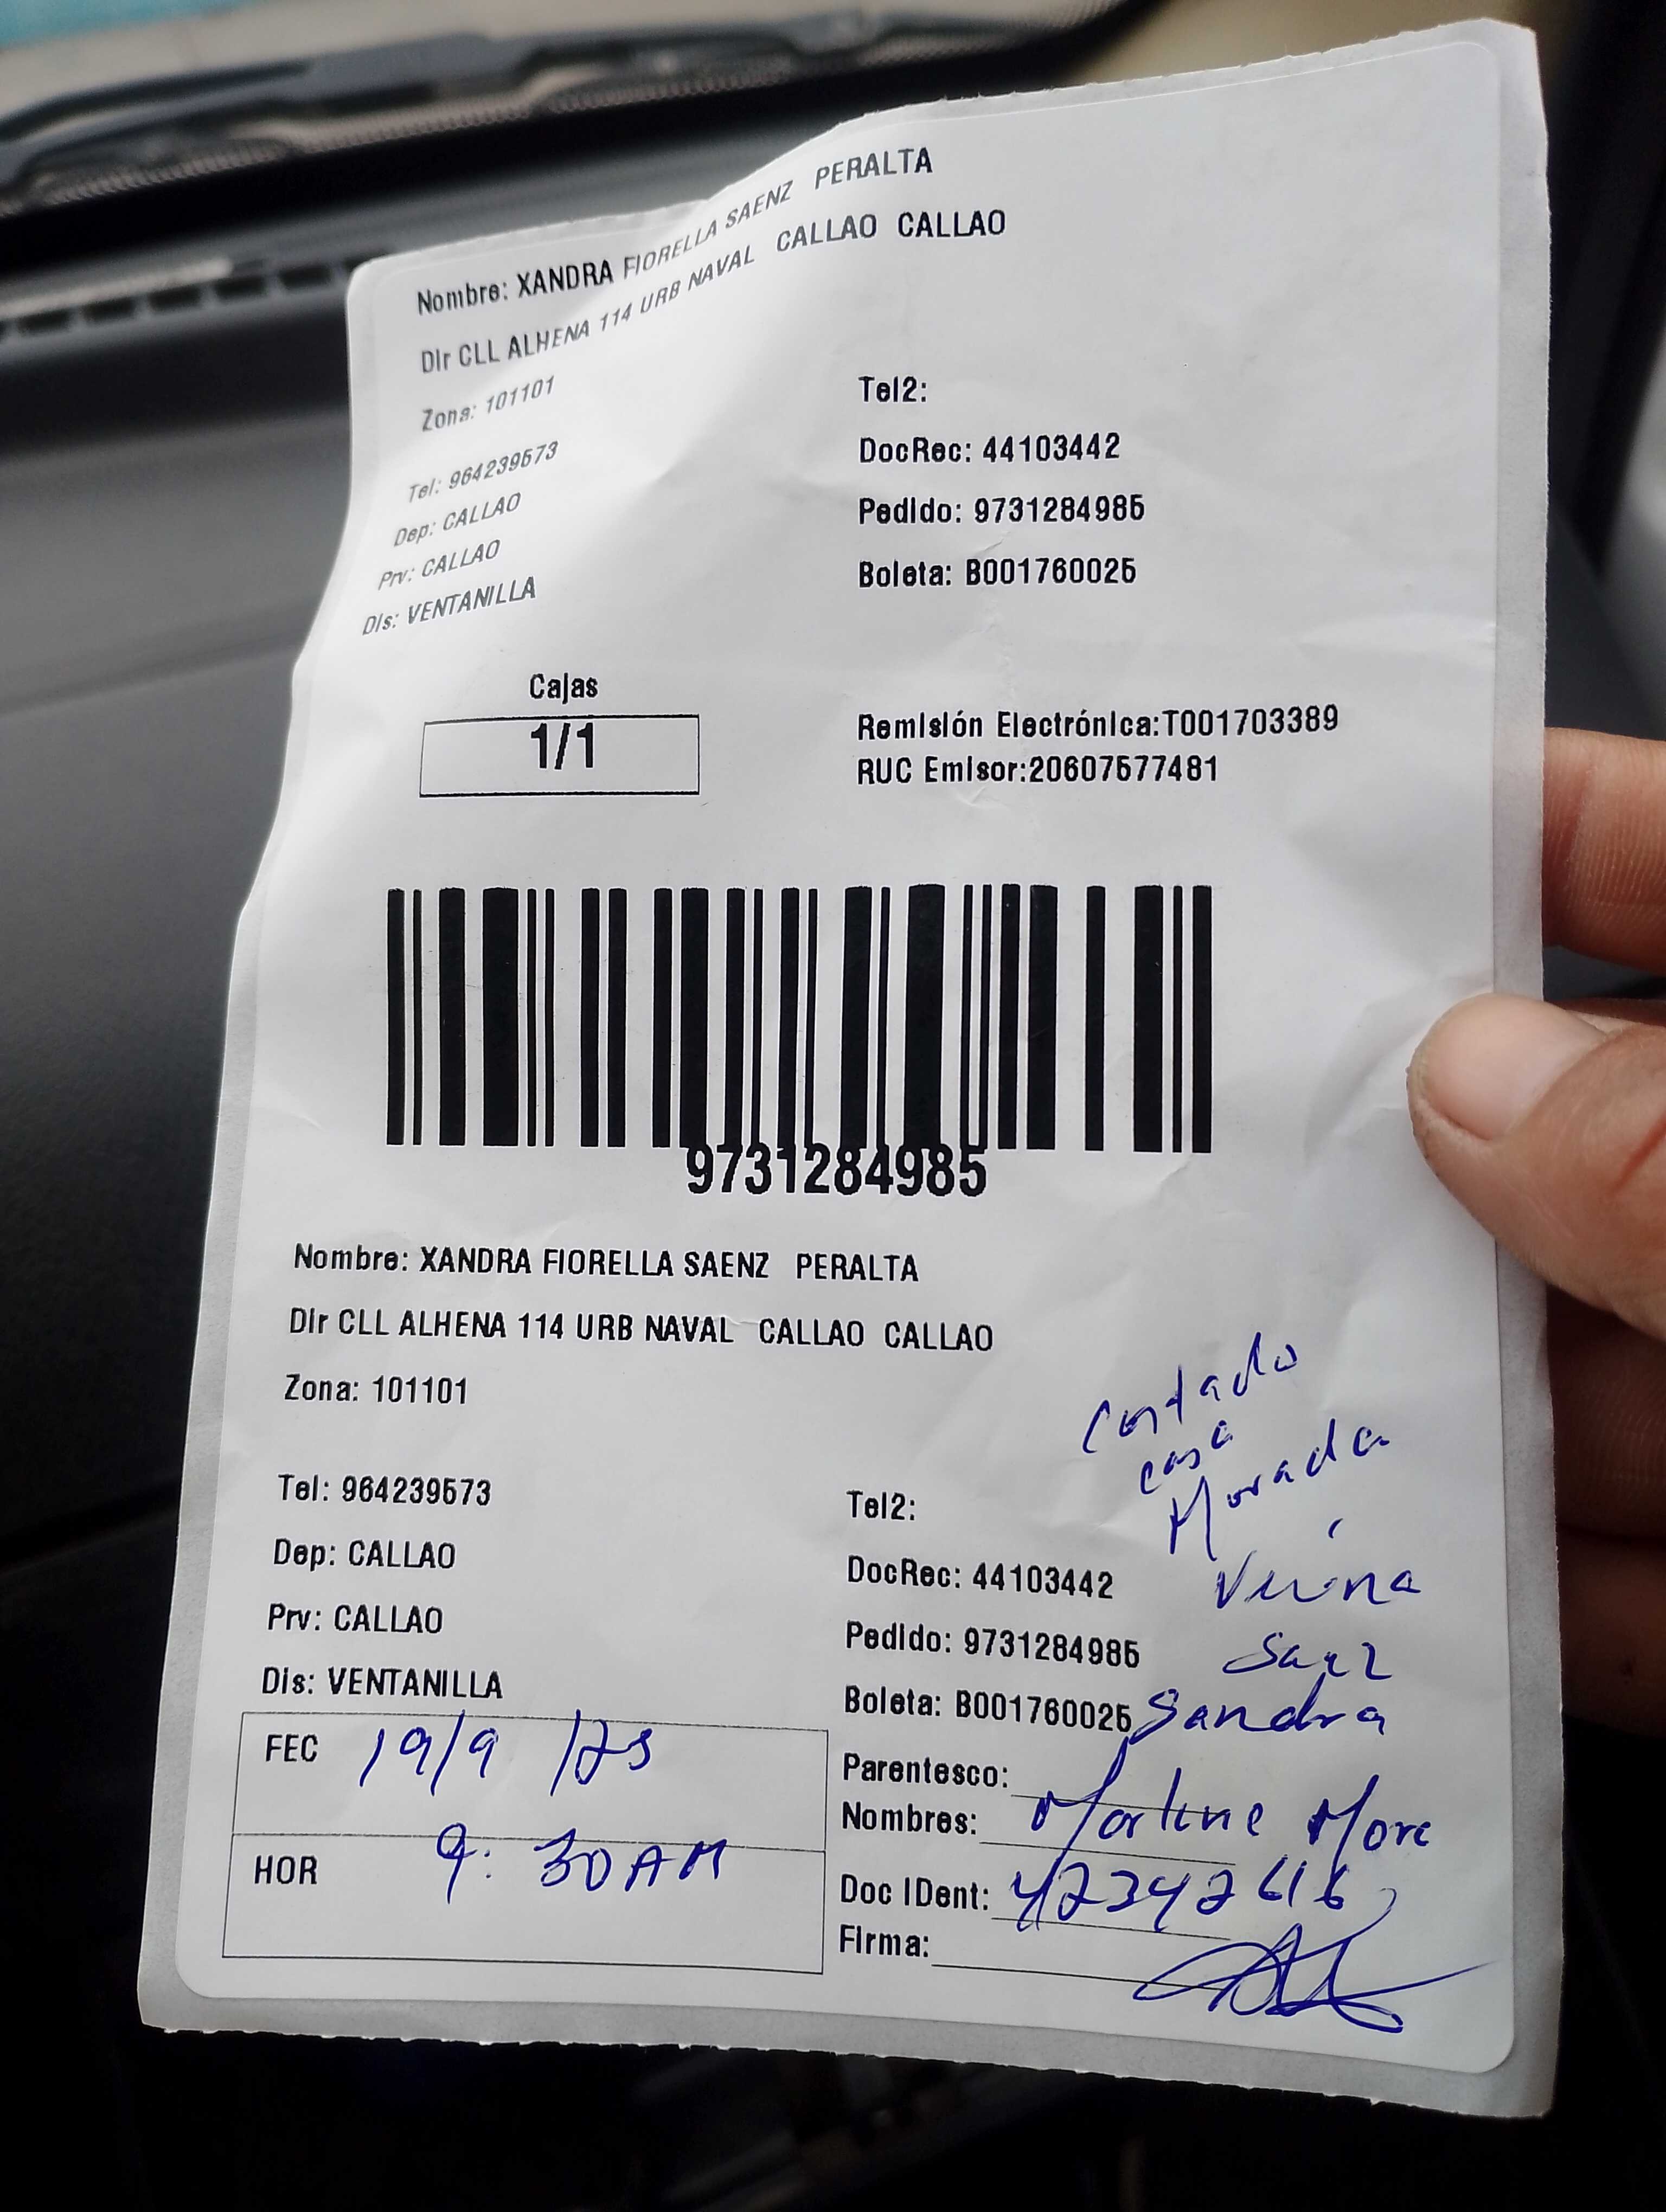 Nombre: XANDRA FIORELLA SAENZ PERALTA
Dir CLL ALHENA 114 URB NAVAL CALLAO CALLAO
Zona: 101101
Tel: 964239573
Dep: CALLAO
Prv: CALLAO
Dis: VENTANILLA
Tel2:
DocRec: 44103442
Pedido: 9731284985
Boleta: B001760025
Cajas
1/1
Remisión Electrónica:T001703389
RUC Emisor:20607577481
9731284985
Nombre: XANDRA FIORELLA SAENZ PERALTA
Dir CLL ALHENA 114 URB NAVAL CALLAO CALLAO
Zona: 101101
Tel: 964239573
Dep: CALLAO
Prv: CALLAO
Dis: VENTANILLA
Tel2:
DocRec: 44103442
Pedido: 9731284985
Boleta: B001760025
casa
Morada
Sandra
FEC 19/9
HOR 9:30 AM
Parentesco:
Nombres:
Doc IDent:
Firma: